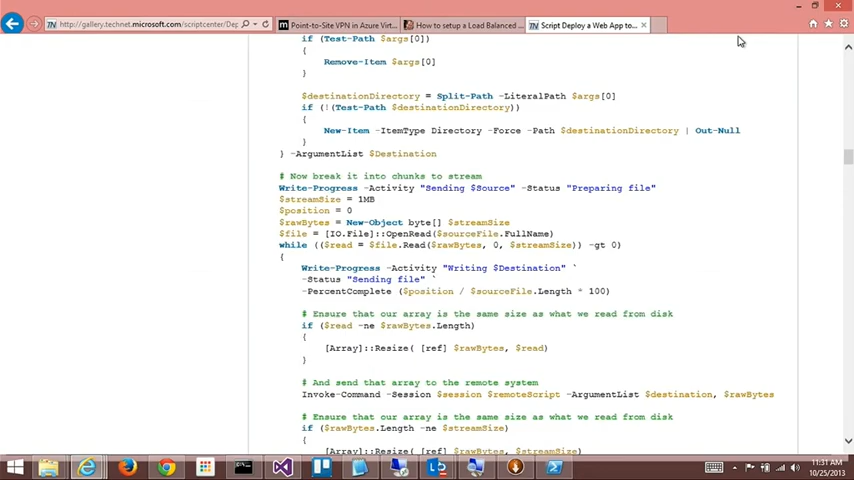 http://gallery.technet.microsoft.com/scriptcenter/Dep
Point-to-Site VPN in Azure Virt...
How to setup a Load Balanced ...
Script Deploy a Web App to...
if (Test-Path $args[0])
{
Remove-Item $args[0]
}
$destinationDirectory = Split-Path -LiteralPath $args[0]
if (!(Test-Path $destinationDirectory))
{
New-Item -ItemType Directory -Force -Path $destinationDirectory | Out-Null
}
} -ArgumentList $Destination
# Now break it into chunks to stream
Write-Progress -Activity "Sending $Source" -Status "Preparing file"
$streamSize = 1MB
$position = 0
$rawBytes = New-Object byte[] $streamSize
$file = [IO.File]::OpenRead($sourceFile.FullName)
while (($read = $file.Read($rawBytes, 0, $streamSize)) -gt 0)
{
Write-Progress -Activity "Writing $Destination" `
-Status "Sending file" `
-PercentComplete ($position / $sourceFile.Length * 100)
# Ensure that our array is the same size as what we read from disk
if ($read -ne $rawBytes.Length)
{
[Array]::Resize( [ref] $rawBytes, $read)
}
# And send that array to the remote system
Invoke-Command -Session $session $remoteScript -ArgumentList $destination, $rawBytes
# Ensure that our array is the same size as what we read from disk
if ($rawBytes.Length -ne $streamSize)
{
[Array]::Resize( [ref] $rawBytes, $streamSize)
11:31 AM
10/25/2013